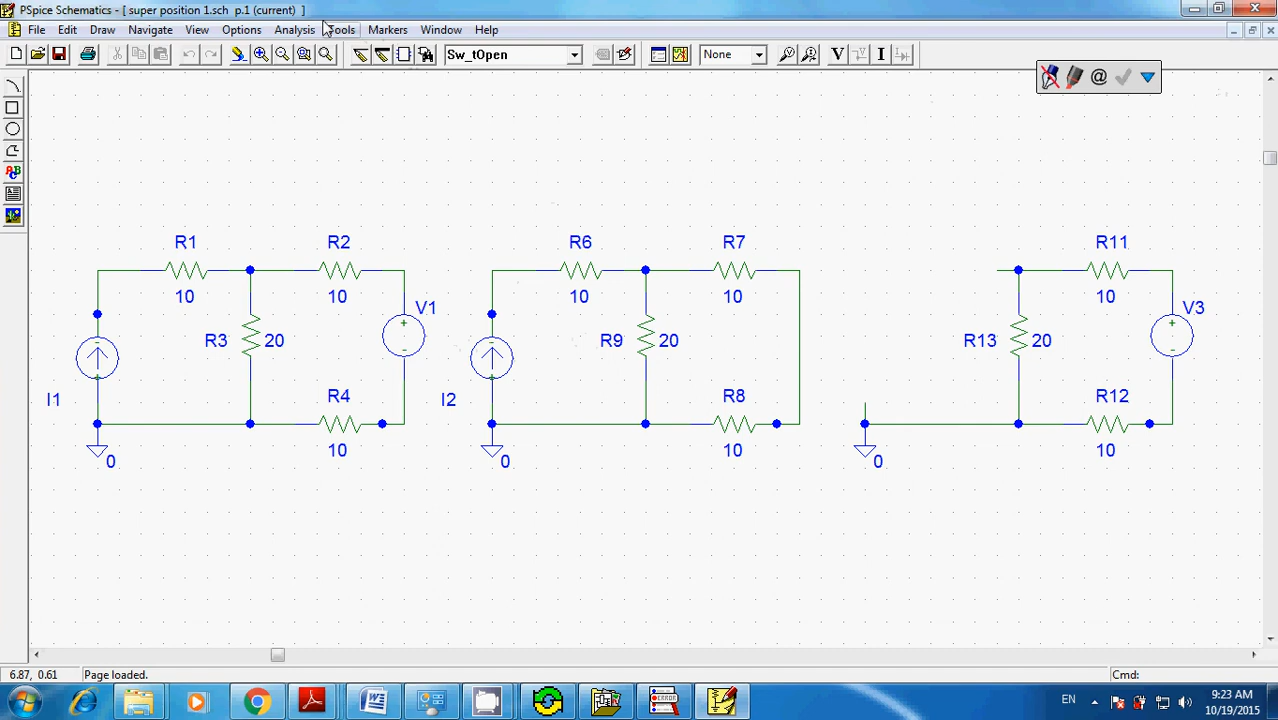 PSpice Schematics - [ super position 1.sch p.1 (current) ]
File Edit Draw Navigate View Options Analysis Tools Markers Window Help
Sw_tOpen None V V I I
@
ABC
R1 R2 R6 R7 R11
10 10 10 10 10
V1 V3
R3 20 R9 20 R13 20
+ + 
- -
I1 R4 I2 R8 R12
0 10 0 10 0 10
6.87, 0.61 Page loaded. Cmd:
W ERROR EN 9:23 AM
10/19/2015